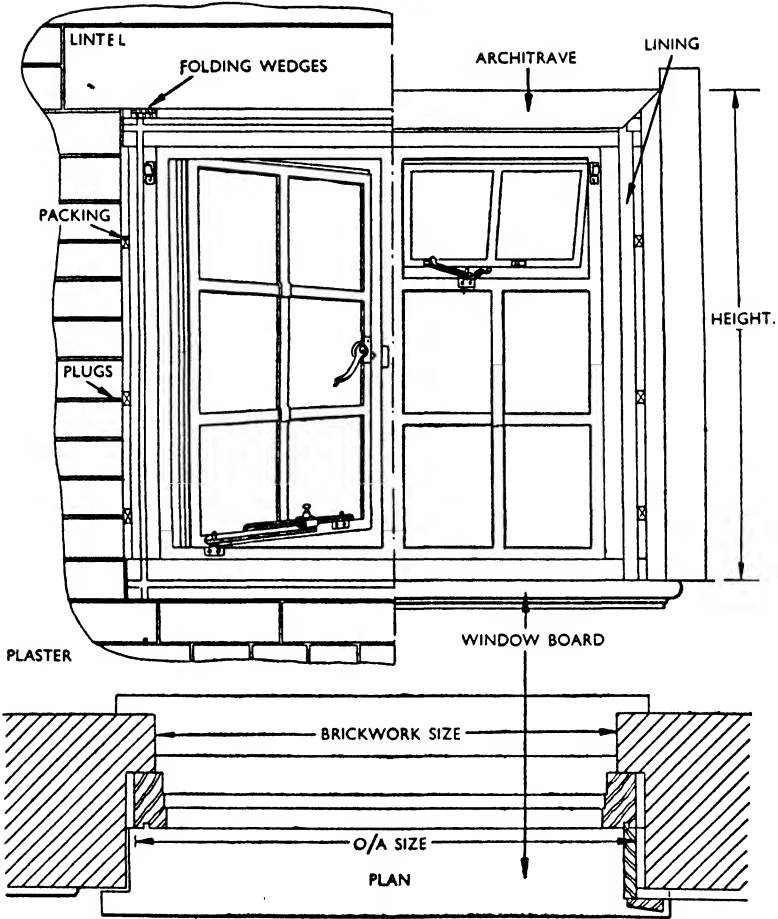 LINTEL
FOLDING WEDGES
ARCHITRAVE
LINING
PACKING
HEIGHT.
PLUGS
WINDOW BOARD
PLASTER
BRICKWORK SIZE
O/A SIZE
PLAN